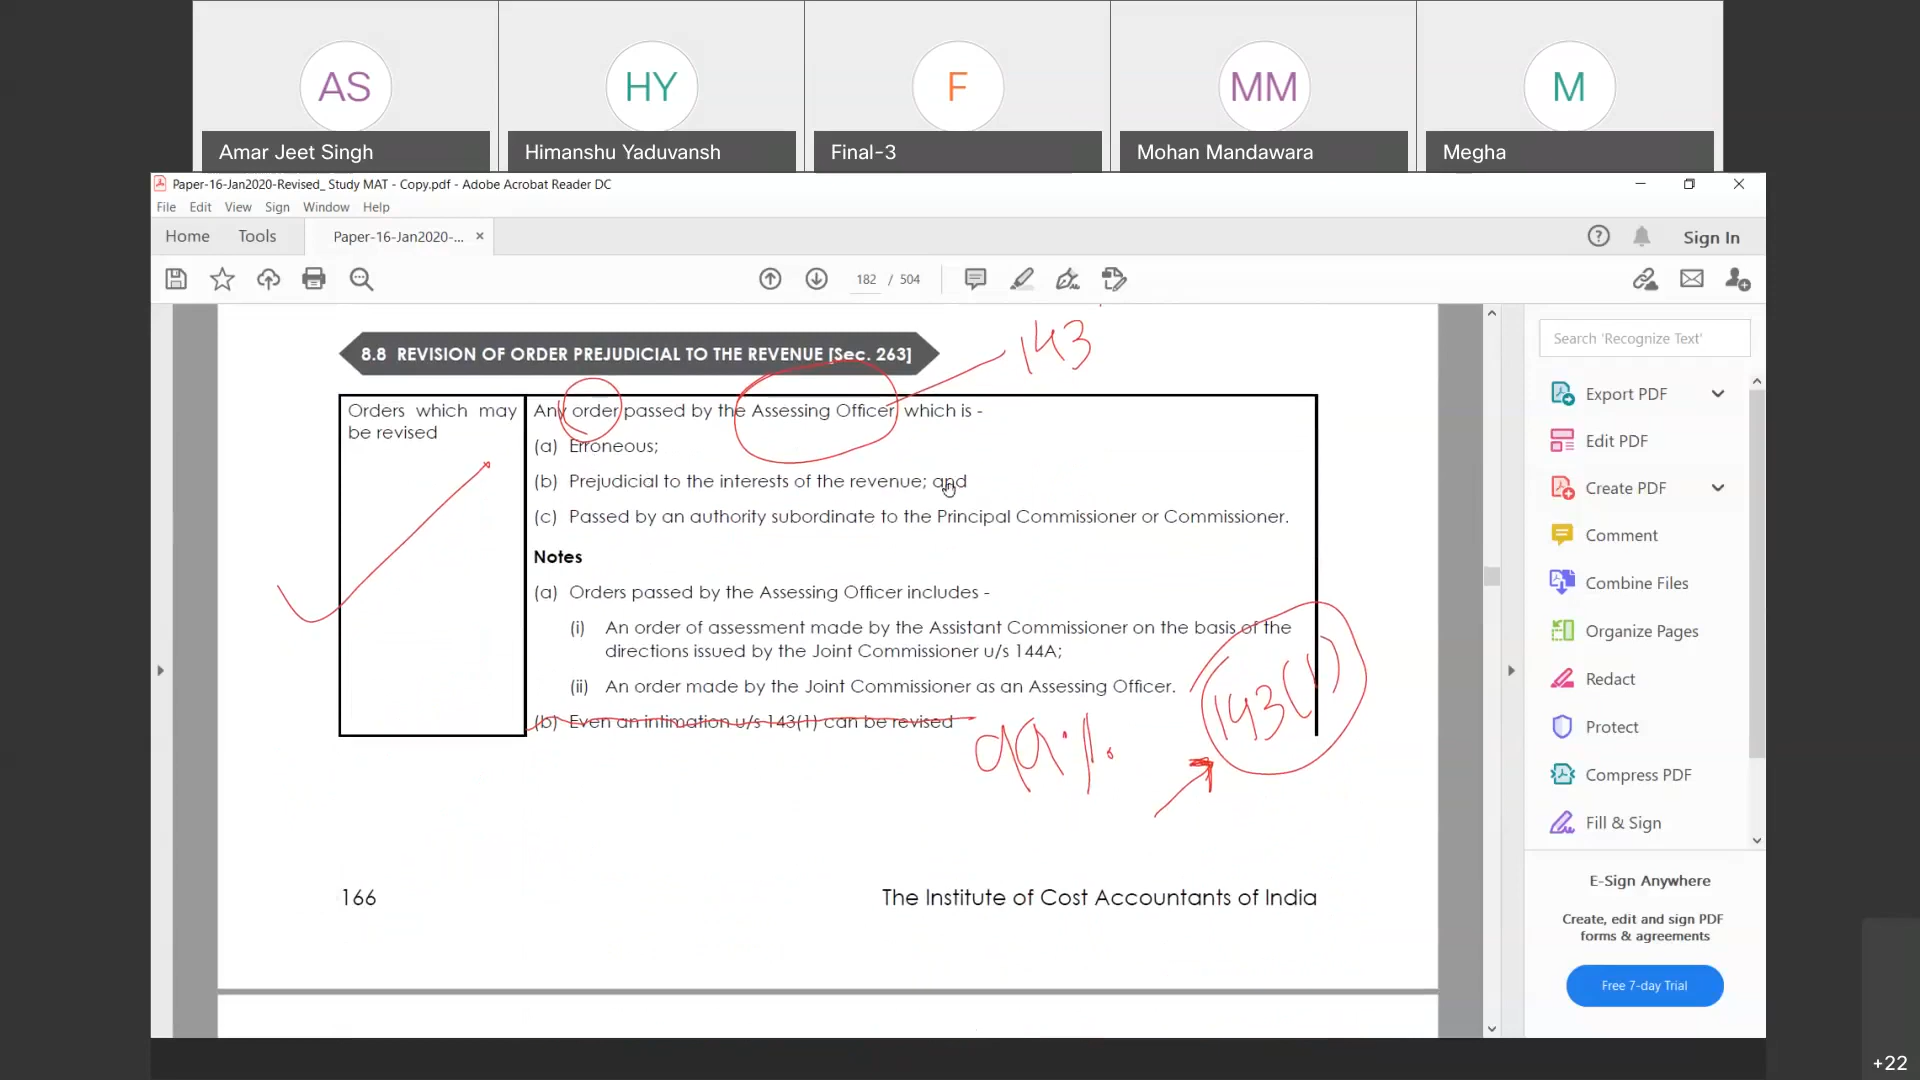 AS
HY
F
MM
M
Amar Jeet Singh
Himanshu Yaduvansh
Final-3
Mohan Mandawara
Megha
Paper-16-Jan2020-Revised_ Study MAT - Copy.pdf - Adobe Acrobat Reader DC
File Edit View Sign Window Help
Home Tools Paper-16-Jan2020-... × Sign In
182 / 504
143
8.8 REVISION OF ORDER PREJUDICIAL TO THE REVENUE [Sec. 263]
Orders which may
be revised
Any order passed by the Assessing Officer which is -
(a) Erroneous;
(b) Prejudicial to the interests of the revenue; and
(c) Passed by an authority subordinate to the Principal Commissioner or Commissioner.
Notes
(a) Orders passed by the Assessing Officer includes -
(i) An order of assessment made by the Assistant Commissioner on the basis of the
directions issued by the Joint Commissioner u/s 144A;
(ii) An order made by the Joint Commissioner as an Assessing Officer.
(b) Even an intimation u/s 143(1) can be revised
99%
143(1)
166
The Institute of Cost Accountants of India
Search 'Recognize Text'
Export PDF
Edit PDF
Create PDF
Comment
Combine Files
Organize Pages
Redact
Protect
Compress PDF
Fill & Sign
E-Sign Anywhere
Create, edit and sign PDF
forms & agreements
Free 7-day Trial
+22